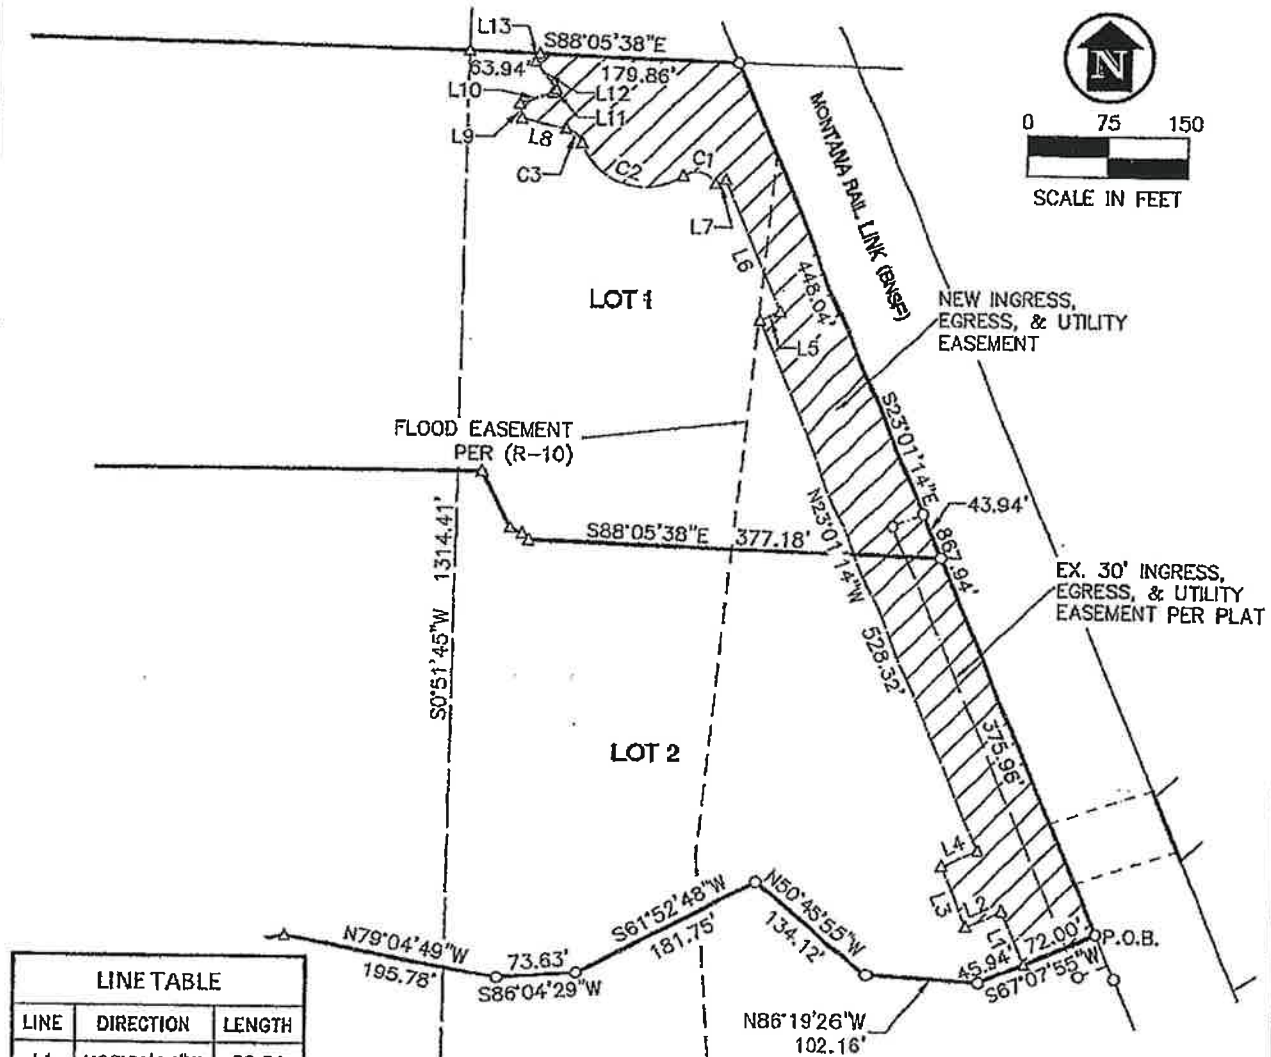 L13
S88°05'38"E
63.94'
179.86'
L10
L12
L11
L9
L8
C3
C2
C1
L7
L6
L5
N
0 75 150
SCALE IN FEET
MONTANA RAIL LINK (BNSF)
448.04'
LOT 1
NEW INGRESS,
EGRESS, & UTILITY
EASEMENT
FLOOD EASEMENT
PER (R-10)
S23°01'14"E
867.94'
43.94'
S88°05'38"E 377.18'
N23°01'14"W 528.32'
S0°51'45"W 1314.41'
EX. 30' INGRESS,
EGRESS, & UTILITY
EASEMENT PER PLAT
375.96'
LOT 2
L4
L3
L2
L1
72.00'
P.O.B.
45.94'
S67°07'55"W
N50°45'55"W
134.12'
S61°52'48"W
181.75'
N79°04'49"W
195.78'
73.63'
S86°04'29"W
N86°19'26"W
102.16'
LINE TABLE
LINE DIRECTION LENGTH